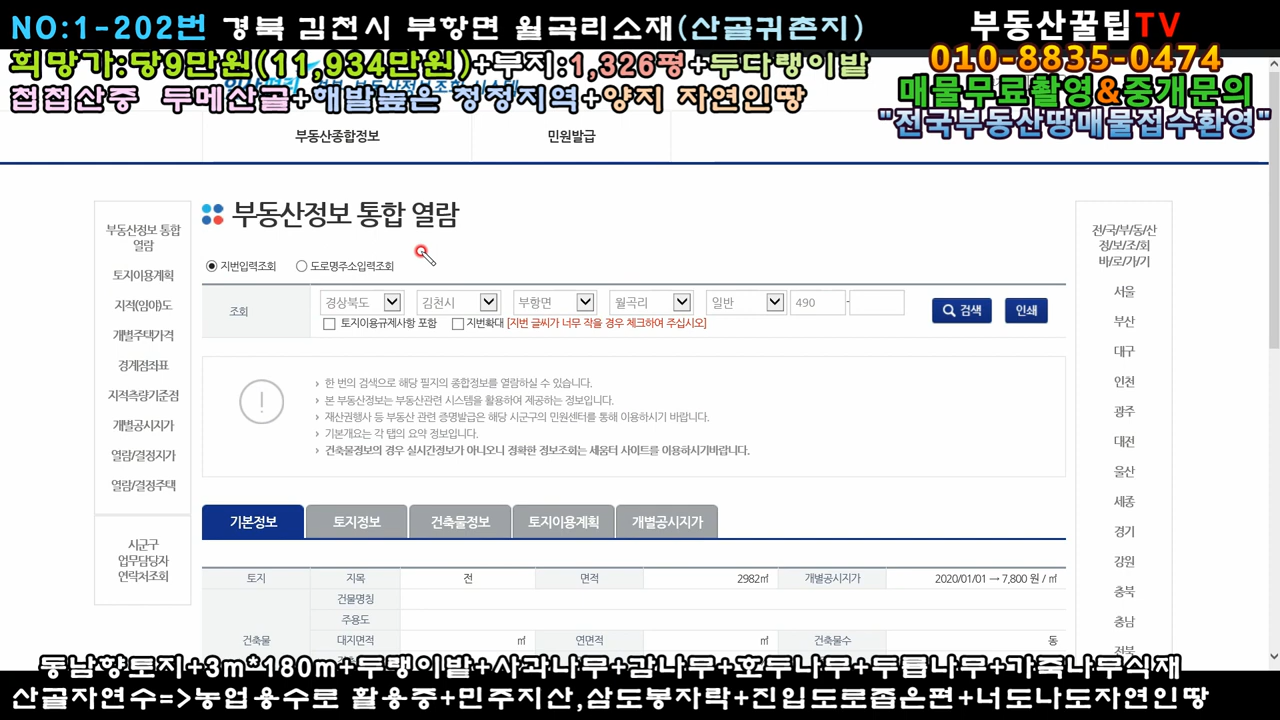 NO:1-202번 경북 김천시 부항면 월곡리소재(산골귀촌지)
부동산꿀팁TV
희망가:당9만원(11,934만원)+부지:1,326평+두다랭이밭
010-8835-0474
첩첩산중 두메산골+해발높은 청정지역+양지 자연인땅
매물무료촬영&중개문의
"전국부동산땅매물접수환영"
부동산종합정보 민원발급
부동산정보 통합 열람
지번입력조회 도로명주소입력조회
조회 경상북도 김천시 부항면 월곡리 일반 490 - 검색 인쇄
토지이용규제사항 포함 지번확대 [지번 글씨가 너무 작을 경우 체크하여 주십시오]
› 한 번의 검색으로 해당 필지의 종합정보를 열람하실 수 있습니다.
› 본 부동산정보는 부동산관련 시스템을 활용하여 제공하는 정보입니다.
› 재산권행사 등 부동산 관련 증명발급은 해당 시군구의 민원센터를 통해 이용하시기 바랍니다.
› 기본개요는 각 탭의 요약 정보입니다.
› 건축물정보의 경우 실시간정보가 아니오니 정확한 정보조회는 세움터 사이트를 이용하시기바랍니다.
기본정보 토지정보 건축물정보 토지이용계획 개별공시지가
토지 지목 전 면적 2982㎡ 개별공시지가 2020/01/01 → 7,800 원 / ㎡
건물명칭
주용도
건축물 대지면적 ㎡ 연면적 ㎡ 건축물수 동
부동산정보 통합
열람
토지이용계획
지적(임야)도
개별주택가격
경계점좌표
지적측량기준점
개별공시지가
열람/결정지가
열람/결정주택
시군구
업무담당자
연락처조회
전/국/부/동/산
정/보/조/회
바/로/가/기
서울
부산
대구
인천
광주
대전
울산
세종
경기
강원
충북
충남
전북
동남향토지+3m*180m+두랭이밭+사과나무+감나무+호두나무+두릅나무+가죽나무식재
산골자연수=>농업용수로 활용중+민주지산,삼도봉자락+진입도로좁은편+너도나도자연인땅